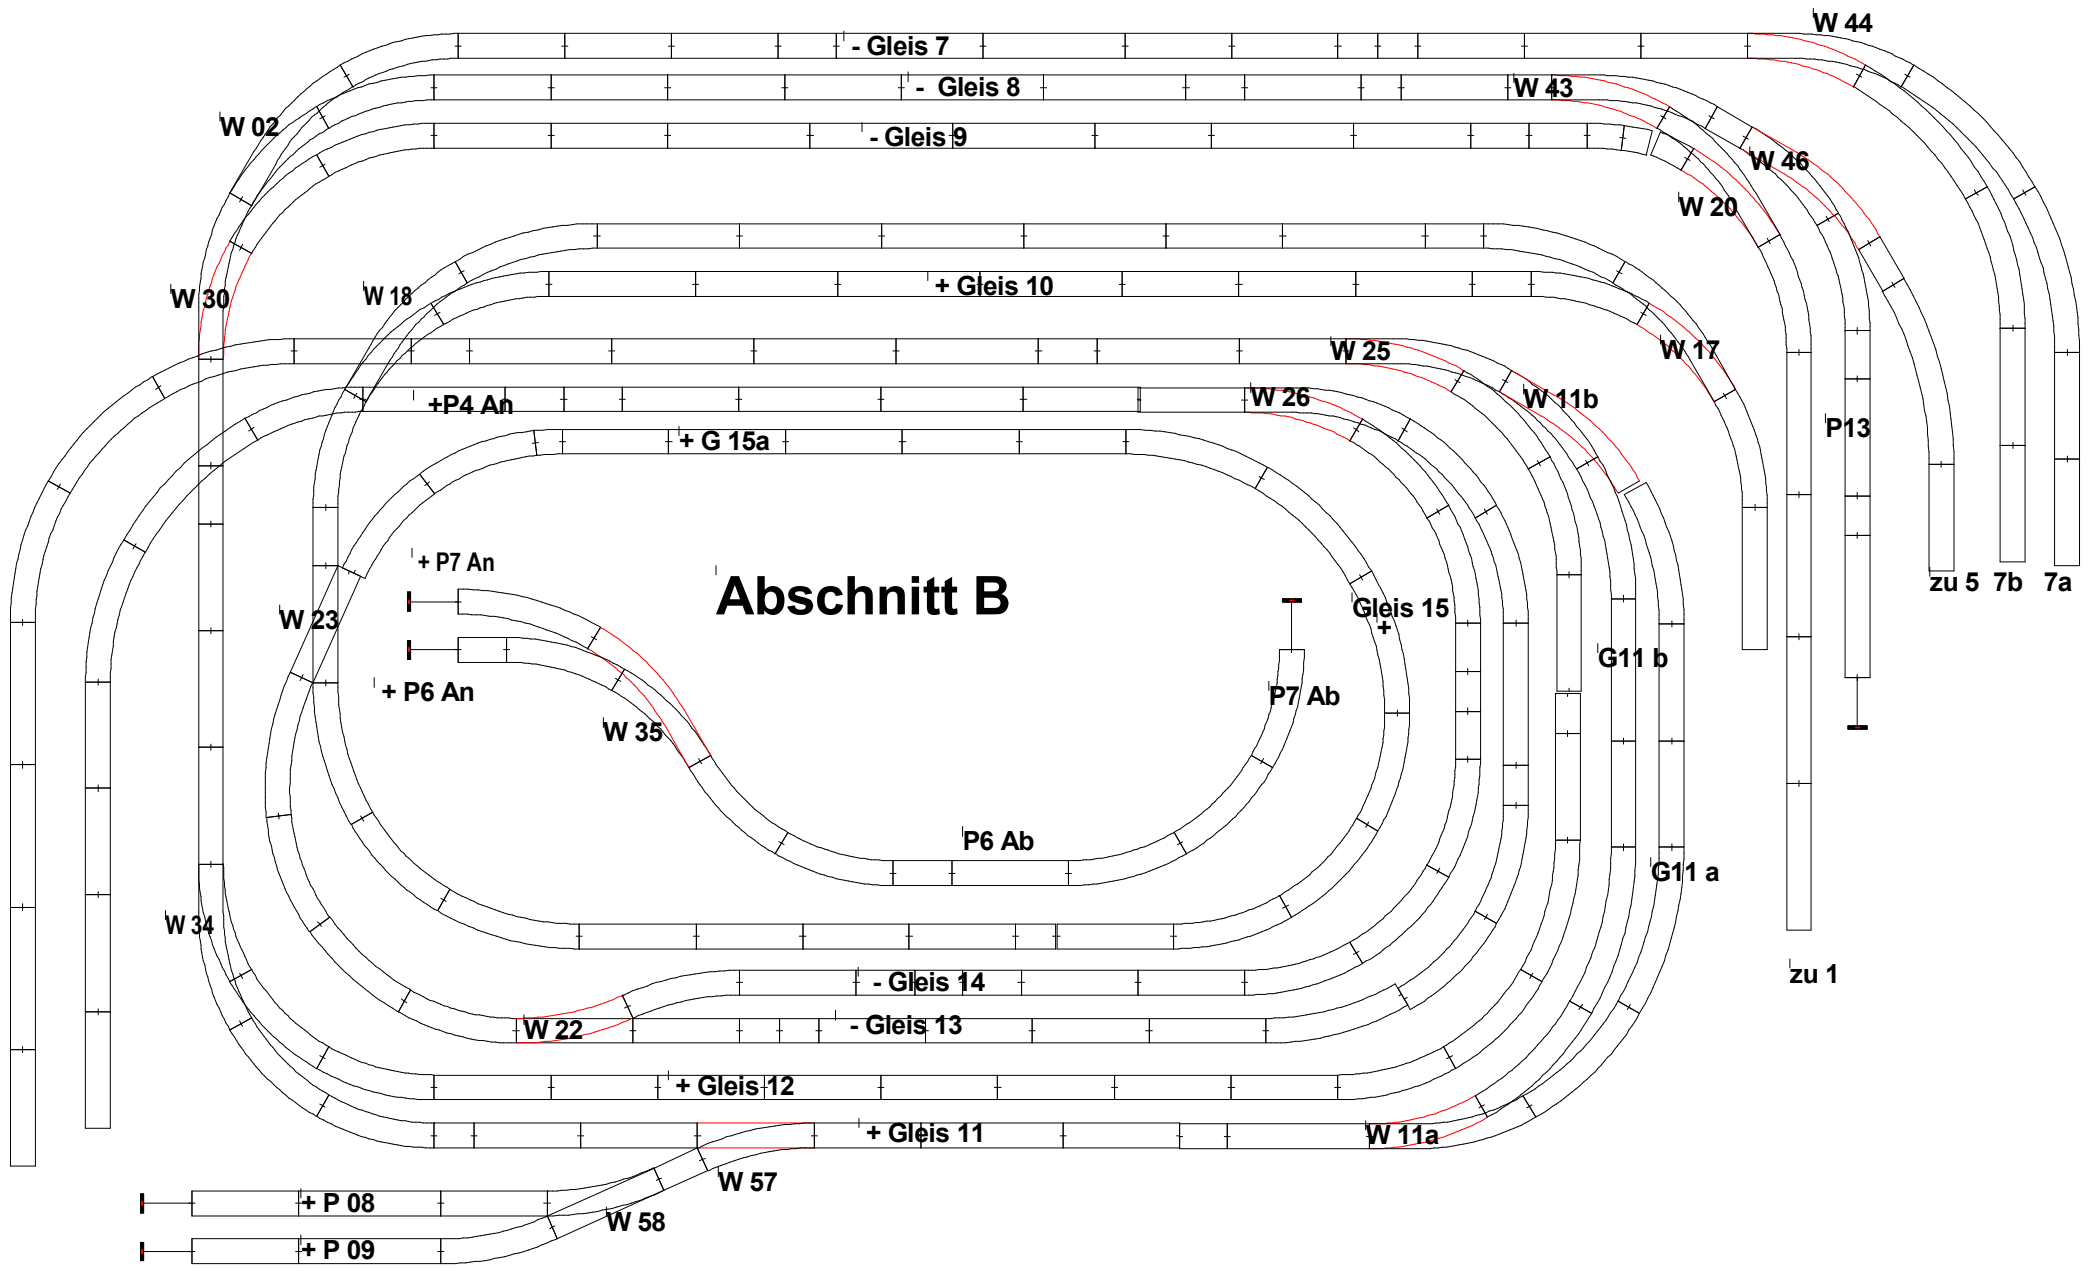 W 44
- Gleis 7
- Gleis 8
W 43
W 02
- Gleis 9
W 46
W 20
W 30
W 18
+ Gleis 10
W 25
W 17
+P4 An
W 26
W 11b
P13
+ G 15a
+ P7 An
Abschnitt B
zu 5
7b
7a
W 23
Gleis 15
+
G11 b
+ P6 An
P7 Ab
W 35
P6 Ab
G11 a
W 34
zu 1
- Gleis 14
W 22
- Gleis 13
+ Gleis 12
+ Gleis 11
W 11a
W 57
+ P 08
W 58
+ P 09